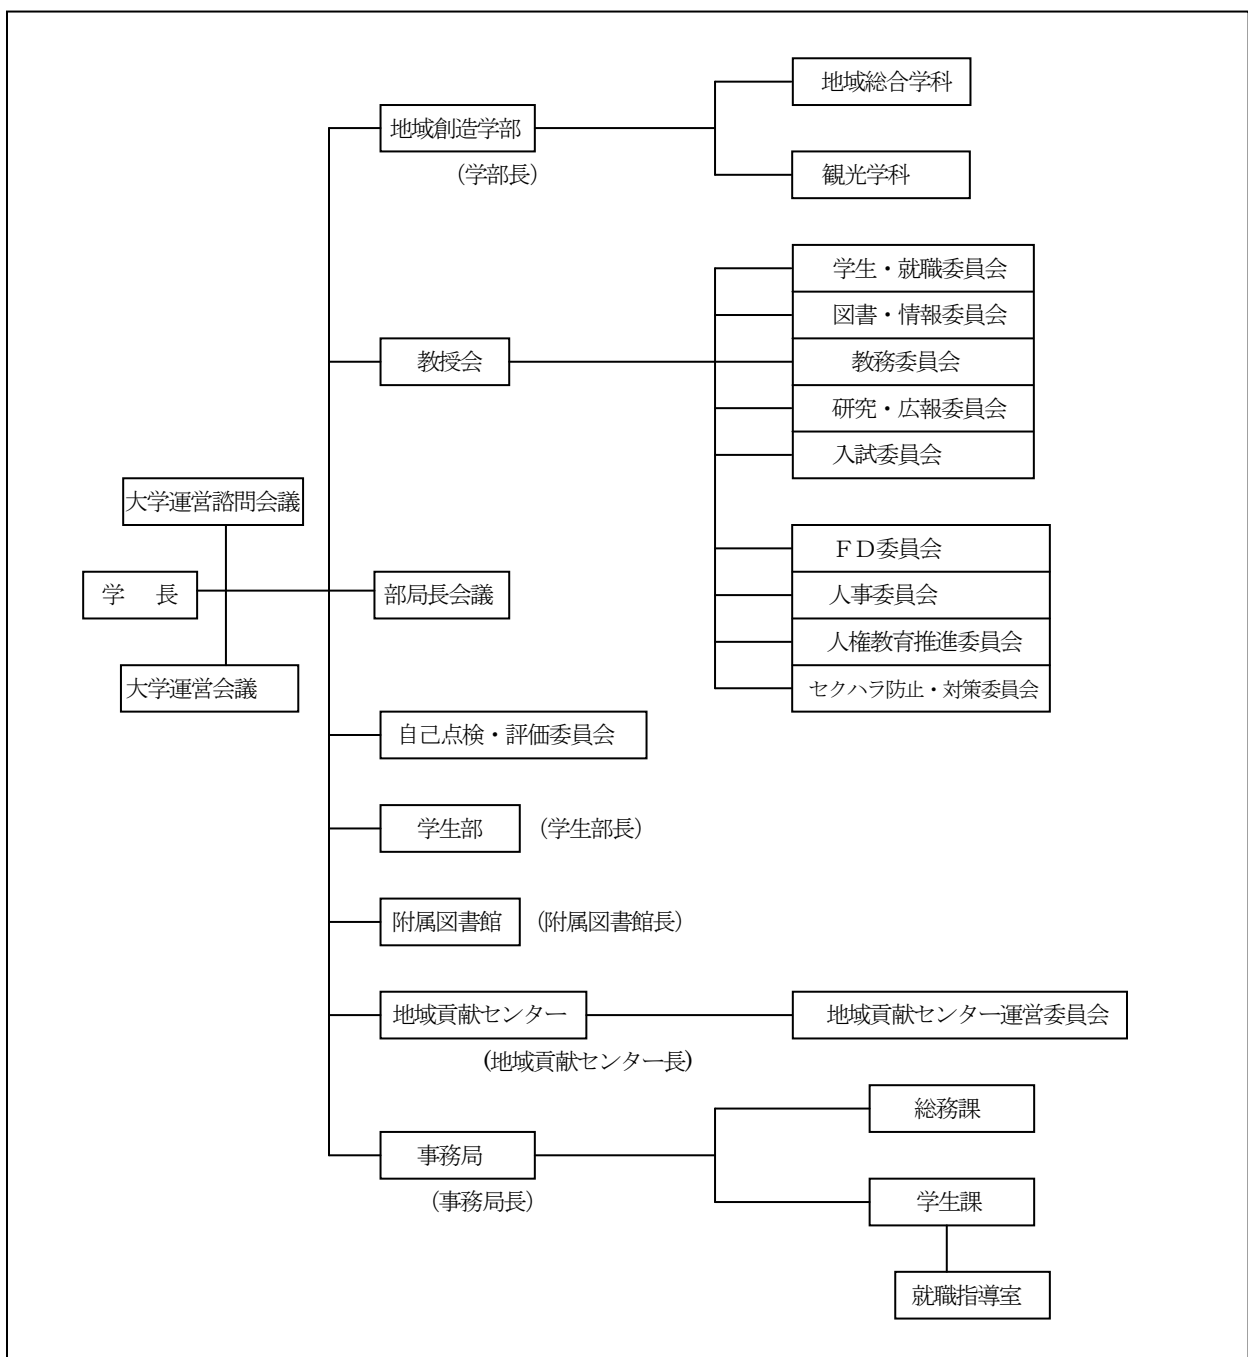 地域総合学科
地域創造学部
（学部長）
観光学科
学生・就職委員会
図書・情報委員会
教授会
教務委員会
研究・広報委員会
入試委員会
大学運営諮問会議
ＦＤ委員会
学　長
部局長会議
人事委員会
人権教育推進委員会
大学運営会議
セクハラ防止・対策委員会
自己点検・評価委員会
学生部 （学生部長）
附属図書館 （附属図書館長）
地域貢献センター
地域貢献センター運営委員会
(地域貢献センター長)
総務課
事務局
（事務局長）
学生課
就職指導室